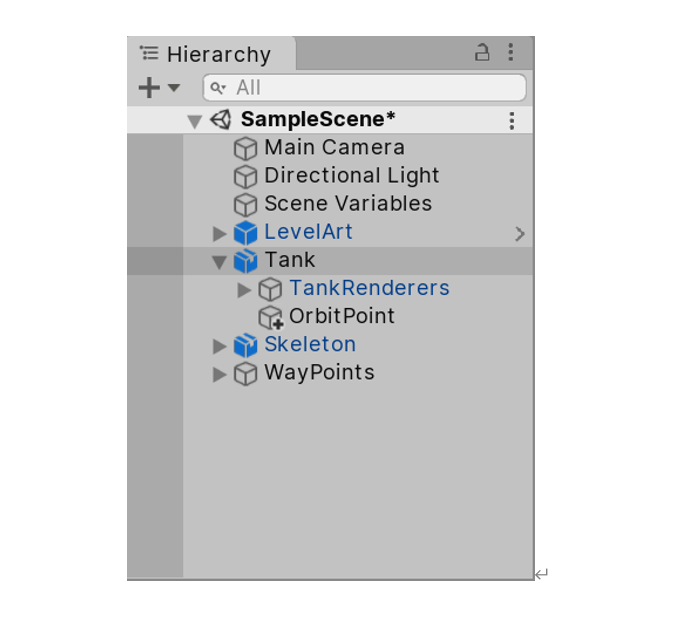 Hierarchy
All
SampleScene*
Main Camera
Directional Light
Scene Variables
LevelArt
Tank
TankRenderers
OrbitPoint
Skeleton
WayPoints